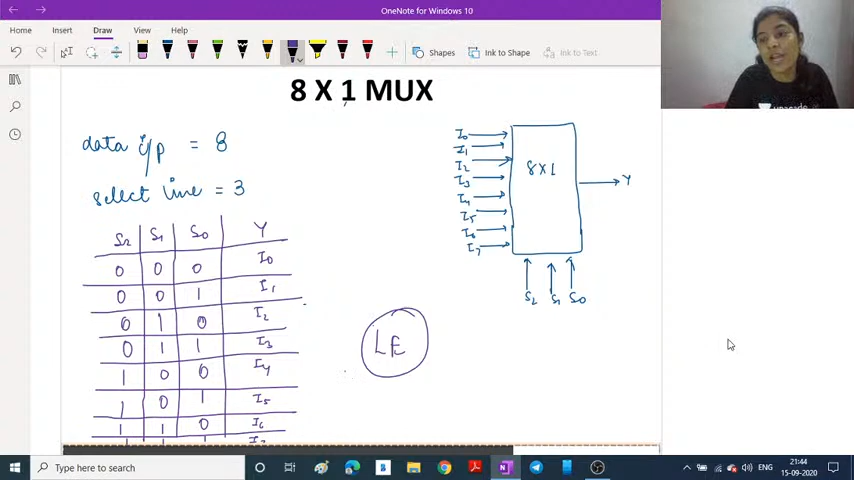 OneNote for Windows 10
Home Insert Draw View Help
Shapes Ink to Shape Ink to Text
8 X 1 MUX
data i/p = 8
select line = 3
S2 S1 S0 Y
0 0 0 I0
0 0 1 I1
0 1 0 I2
0 1 1 I3
1 0 0 I4
1 0 1 I5
1 1 0 I6
1 1 1 I7
LE
I0
I1
I2
I3
I4
I5
I6
I7
8X1
Y
S2 S1 S0
Type here to search
ENG
21:44
15-09-2020